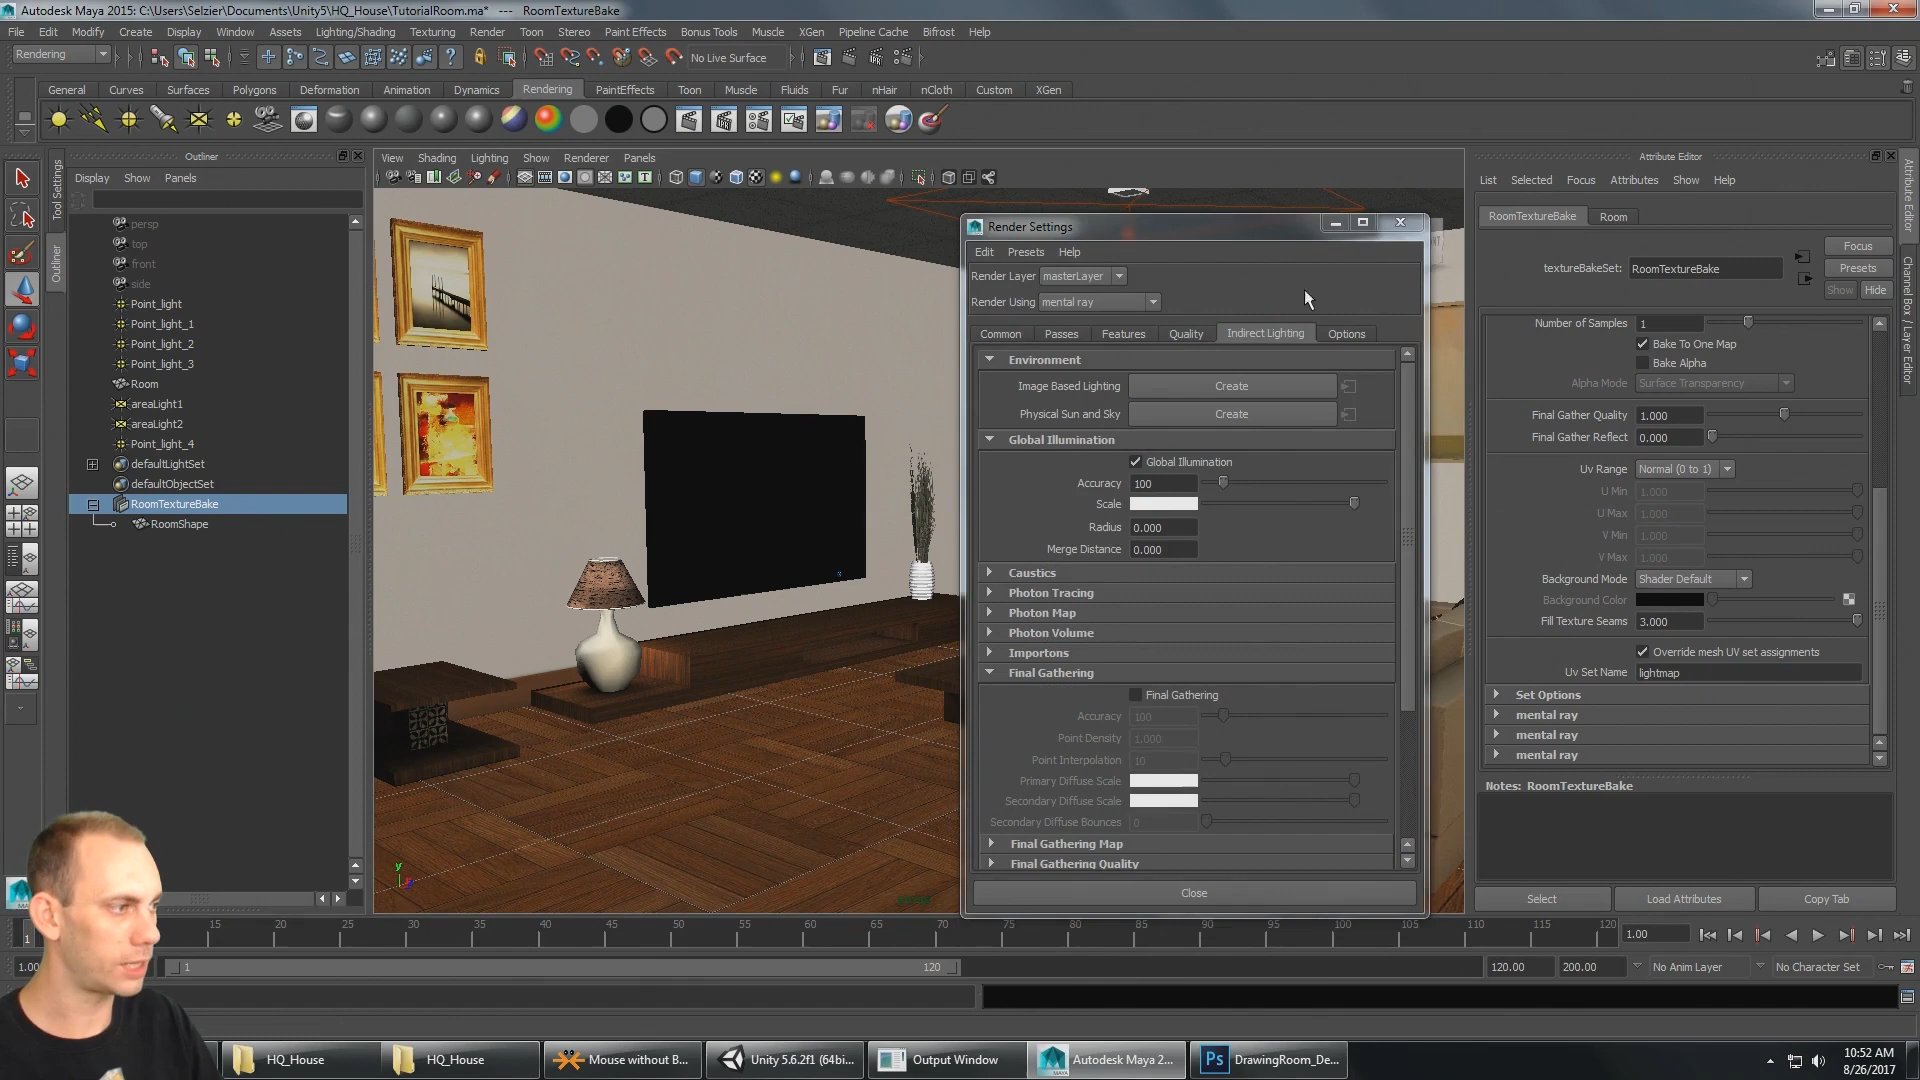 Autodesk Maya 2015: C:\Users\Selzier\Documents\Unity5\HQ_House\TutorialRoom.ma* --- RoomTextureBake
File Edit Modify Create Display Window Assets Lighting/Shading Texturing Render Toon Stereo Paint Effects Bonus Tools Muscle XGen Pipeline Cache Bifrost Help
Rendering No Live Surface
General Curves Surfaces Polygons Deformation Animation Dynamics Rendering PaintEffects Toon Muscle Fluids Fur nHair nCloth Custom XGen
Outliner
Display Show Panels
Tool Settings
Outliner
persp
top
front
side
Point_light
Point_light_1
Point_light_2
Point_light_3
Room
areaLight1
areaLight2
Point_light_4
defaultLightSet
defaultObjectSet
RoomTextureBake
RoomShape
View Shading Lighting Show Renderer Panels
Render Settings
Edit Presets Help
Render Layer masterLayer
Render Using mental ray
Common Passes Features Quality Indirect Lighting Options
Environment
Image Based Lighting Create
Physical Sun and Sky Create
Global Illumination
Global Illumination
Accuracy 100
Scale
Radius 0.000
Merge Distance 0.000
Caustics
Photon Tracing
Photon Map
Photon Volume
Importons
Final Gathering
Final Gathering
Accuracy 100
Point Density 1.000
Point Interpolation 10
Primary Diffuse Scale
Secondary Diffuse Scale
Secondary Diffuse Bounces 0
Final Gathering Map
Final Gathering Quality
Close
Attribute Editor
List Selected Focus Attributes Show Help
RoomTextureBake Room
Focus
textureBakeSet: RoomTextureBake Presets
Show Hide
Number of Samples 1
Bake To One Map
Bake Alpha
Alpha Mode Surface Transparency
Final Gather Quality 1.000
Final Gather Reflect 0.000
Uv Range Normal (0 to 1)
U Min 1.000
U Max 1.000
V Min 1.000
V Max 1.000
Background Mode Shader Default
Background Color
Fill Texture Seams 3.000
Override mesh UV set assignments
Uv Set Name lightmap
Set Options
mental ray
mental ray
mental ray
Notes: RoomTextureBake
Select Load Attributes Copy Tab
Attribute Editor
Channel Box / Layer Editor
y
1 15 20 25 30 35 40 45 50 55 60 65 70 75 80 85 90 95 100 105 110 115 120 1.00
1.00 1 120 120.00 200.00 No Anim Layer No Character Set
HQ_House HQ_House Mouse without B... Unity 5.6.2f1 (64bi... Output Window Autodesk Maya 2... Ps DrawingRoom_De...
10:52 AM
8/26/2017